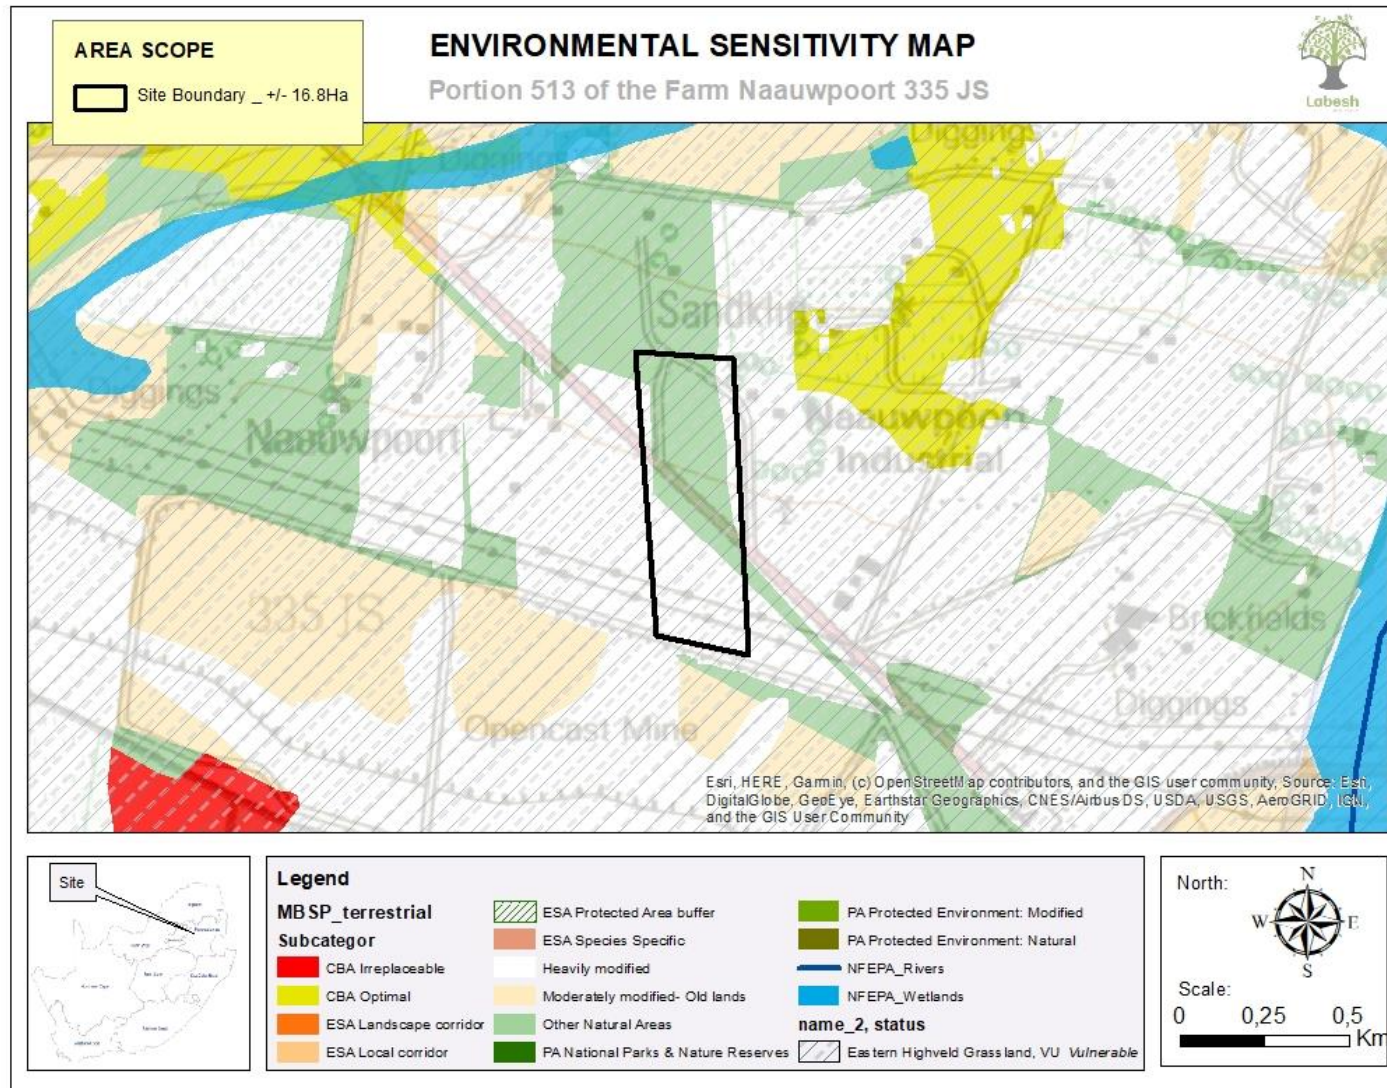 AREA SCOPE
Site Boundary _ +/- 16.8Ha
ENVIRONMENTAL SENSITIVITY MAP
Portion 513 of the Farm Naauwpoort 335 JS
Labesh
Diggings
Digging
Sandklip
Diggings
Naauwpoort
Naauwpoort
Industrial
335 JS
Brickfields
Diggings
Opencast Mine
Esri, HERE, Garmin, (c) OpenStreetMap contributors, and the GIS user community, Source: Esri,
DigitalGlobe, GeoEye, Earthstar Geographics, CNES/Airbus DS, USDA, USGS, AeroGRID, IGN,
and the GIS User Community
Site
Legend
MBSP_terrestrial
Subcategor
CBA Irreplaceable
CBA Optimal
ESA Landscape corridor
ESA Local corridor
ESA Protected Area buffer
ESA Species Specific
Heavily modified
Moderately modified- Old lands
Other Natural Areas
PA National Parks & Nature Reserves
PA Protected Environment: Modified
PA Protected Environment: Natural
NFEPA_Rivers
NFEPA_Wetlands
name_2, status
Eastern Highveld Grassland, VU Vulnerable
North:
N
W E
S
Scale:
0 0,25 0,5
Km